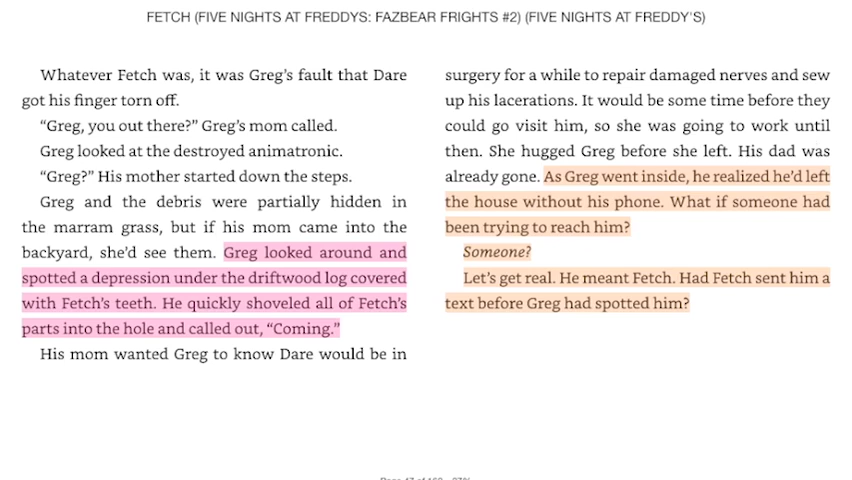 FETCH (FIVE NIGHTS AT FREDDYS: FAZBEAR FRIGHTS #2) (FIVE NIGHTS AT FREDDY'S)
Whatever Fetch was, it was Greg's fault that Dare
got his finger torn off.
"Greg, you out there?" Greg's mom called.
Greg looked at the destroyed animatronic.
"Greg?" His mother started down the steps.
Greg and the debris were partially hidden in
the marram grass, but if his mom came into the
backyard, she'd see them. Greg looked around and
spotted a depression under the driftwood log covered
with Fetch's teeth. He quickly shoveled all of Fetch's
parts into the hole and called out, "Coming."
His mom wanted Greg to know Dare would be in
surgery for a while to repair damaged nerves and sew
up his lacerations. It would be some time before they
could go visit him, so she was going to work until
then. She hugged Greg before she left. His dad was
already gone. As Greg went inside, he realized he'd left
the house without his phone. What if someone had
been trying to reach him?
Someone?
Let's get real. He meant Fetch. Had Fetch sent him a
text before Greg had spotted him?